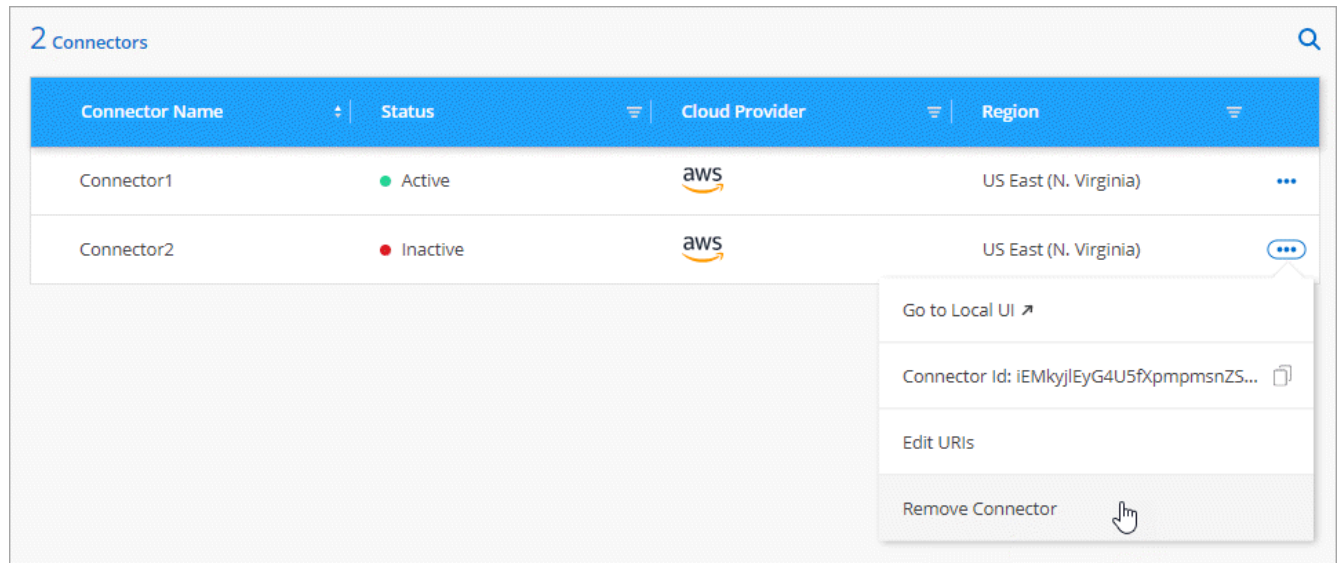 2 Connectors
Connector Name Status Cloud Provider Region
Connector1 Active aws US East (N. Virginia)
Connector2 Inactive aws US East (N. Virginia)
Go to Local UI
Connector Id: iEMkyjlEyG4U5fXpmpmsnZS...
Edit URIs
Remove Connector